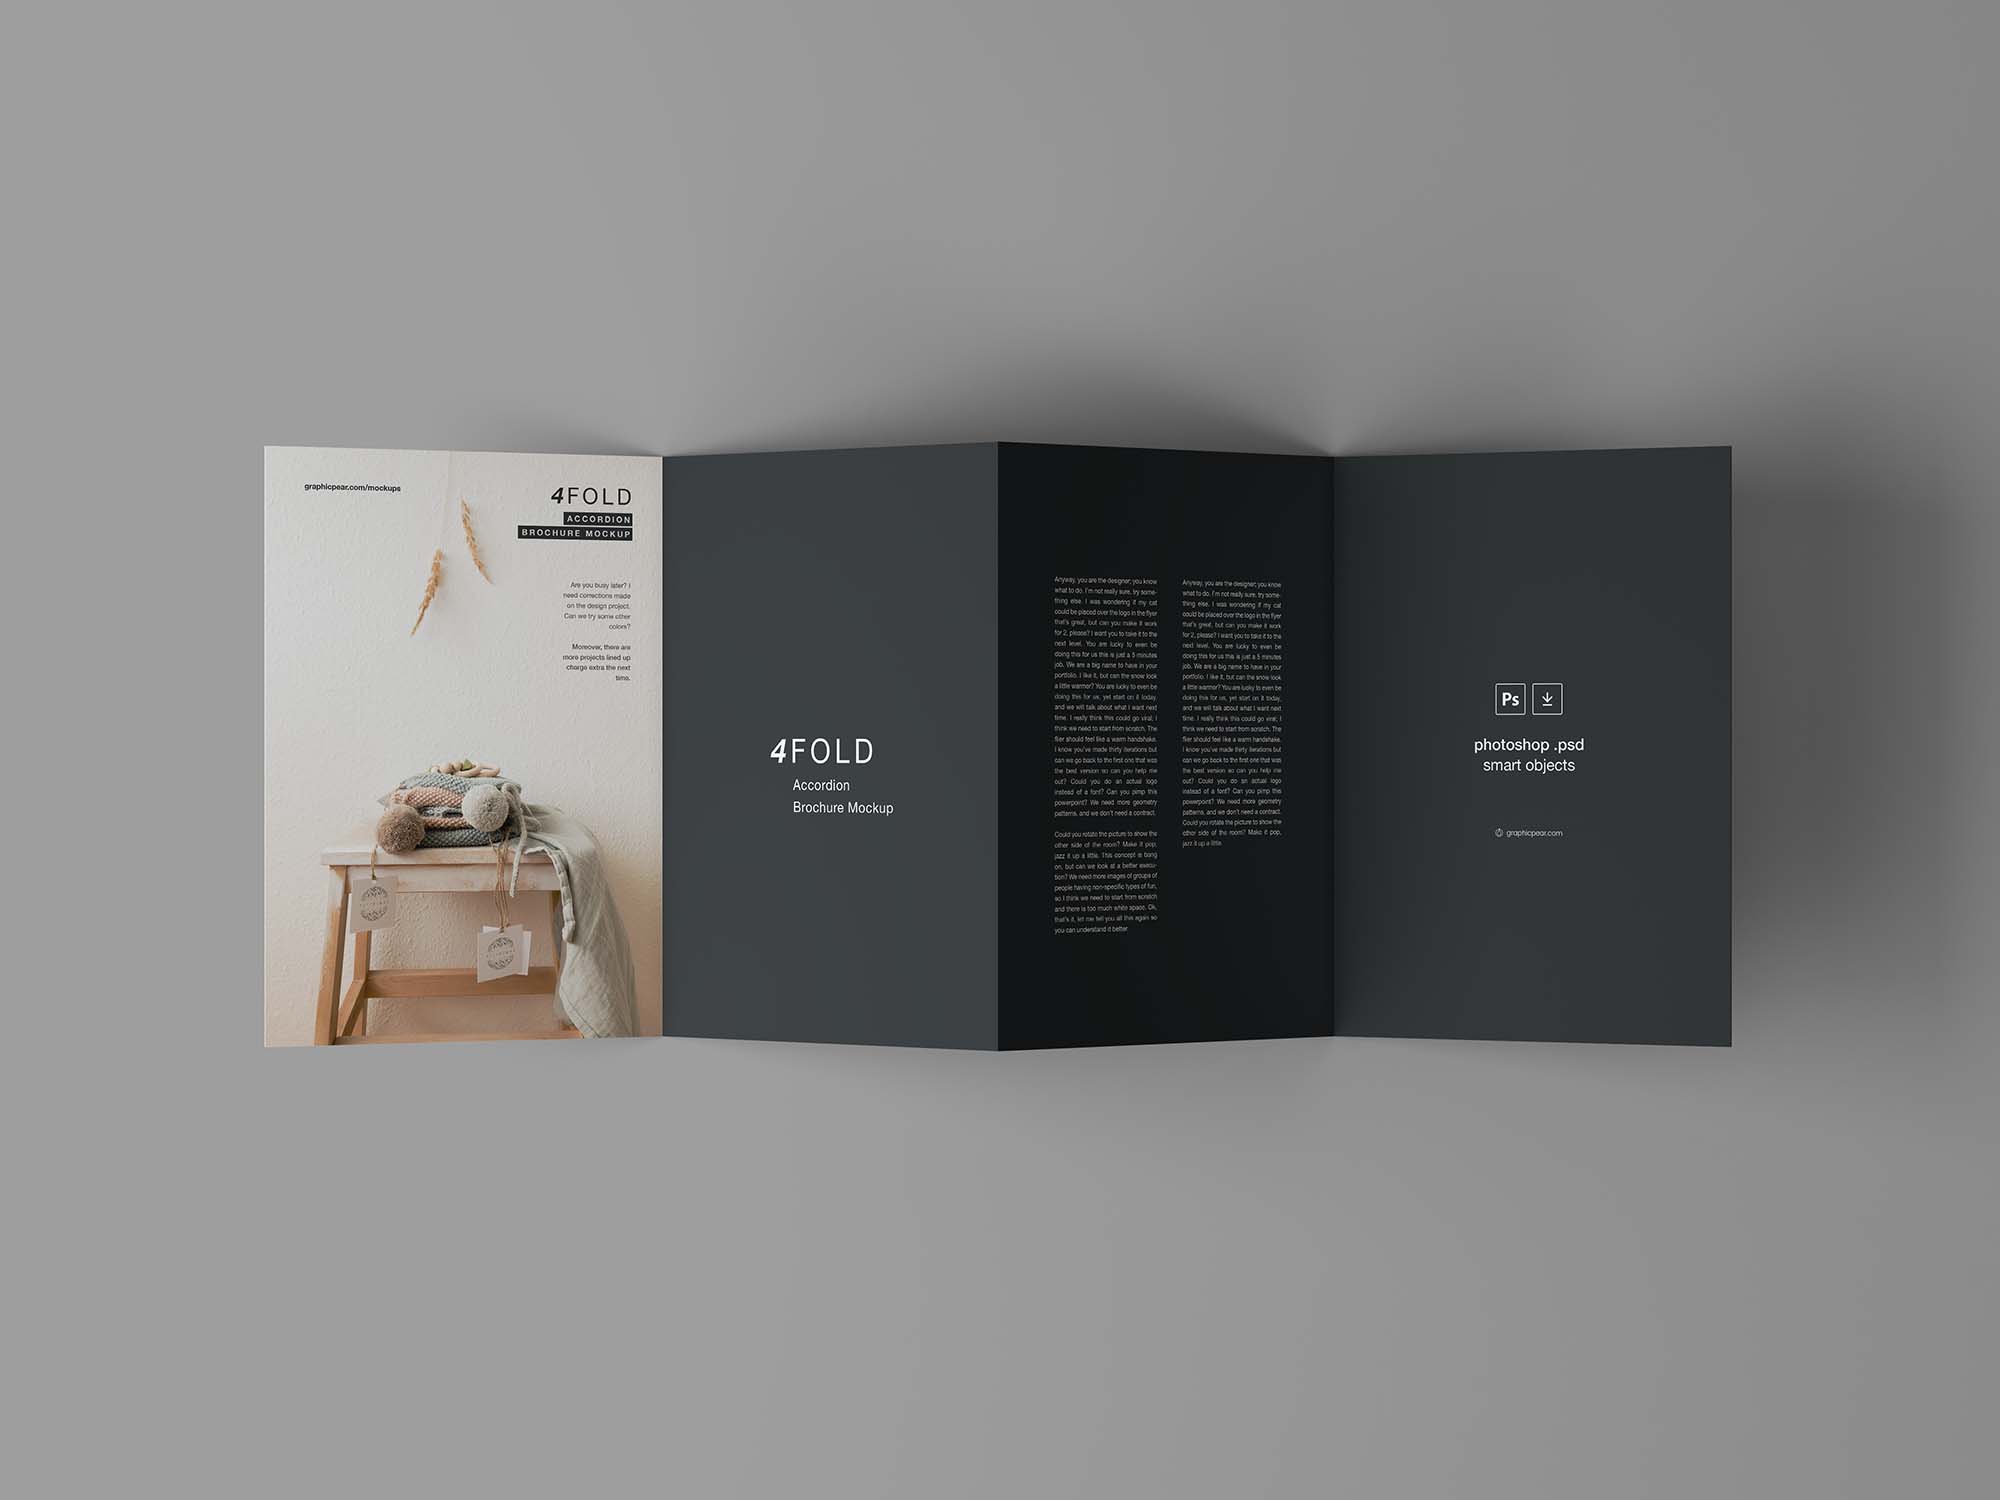 graphicpear.com/mockups
4FOLD
ACCORDION
BROCHURE MOCKUP
Are you busy later? I
need corrections made
on the design project.
Can we try some other
colors?
Moreover, there are
more projects lined up
charge extra the next
time.
4FOLD
Accordion
Brochure Mockup
Anyway, you are the designer; you know
what to do. I'm not really sure, try some-
thing else. I was wondering if my cat
could be placed over the logo in the flyer
that's great, but can you make it work
for 2, please? I want you to take it to the
next level. You are lucky to even be
doing this for us this is just a 5 minutes
job. We are a big name to have in your
portfolio. I like it, but can the snow look
a little warmer? You are lucky to even be
doing this for us, yet start on it today,
and we will talk about what I want next
time. I really think this could go viral; I
think we need to start from scratch. The
flier should feel like a warm handshake.
I know you've made thirty iterations but
can we go back to the first one that was
the best version so can you help me
out? Could you do an actual logo
instead of a font? Can you pimp this
powerpoint? We need more geometry
patterns, and we don't need a contract.
Could you rotate the picture to show the
other side of the room? Make it pop,
jazz it up a little. This concept is bang
on, but can we look at a better execu-
tion? We need more images of groups of
people having non-specific types of fun,
so I think we need to start from scratch
and there is too much white space. Ok,
that's it, let me tell you all this again so
you can understand it better.
Anyway, you are the designer; you know
what to do. I'm not really sure, try some-
thing else. I was wondering if my cat
could be placed over the logo in the flyer
that's great, but can you make it work
for 2, please? I want you to take it to the
next level. You are lucky to even be
doing this for us this is just a 5 minutes
job. We are a big name to have in your
portfolio. I like it, but can the snow look
a little warmer? You are lucky to even be
doing this for us, yet start on it today,
and we will talk about what I want next
time. I really think this could go viral; I
think we need to start from scratch. The
flier should feel like a warm handshake.
I know you've made thirty iterations but
can we go back to the first one that was
the best version so can you help me
out? Could you do an actual logo
instead of a font? Can you pimp this
powerpoint? We need more geometry
patterns, and we don't need a contract.
Could you rotate the picture to show the
other side of the room? Make it pop,
jazz it up a little.
Ps
photoshop .psd
smart objects
graphicpear.com